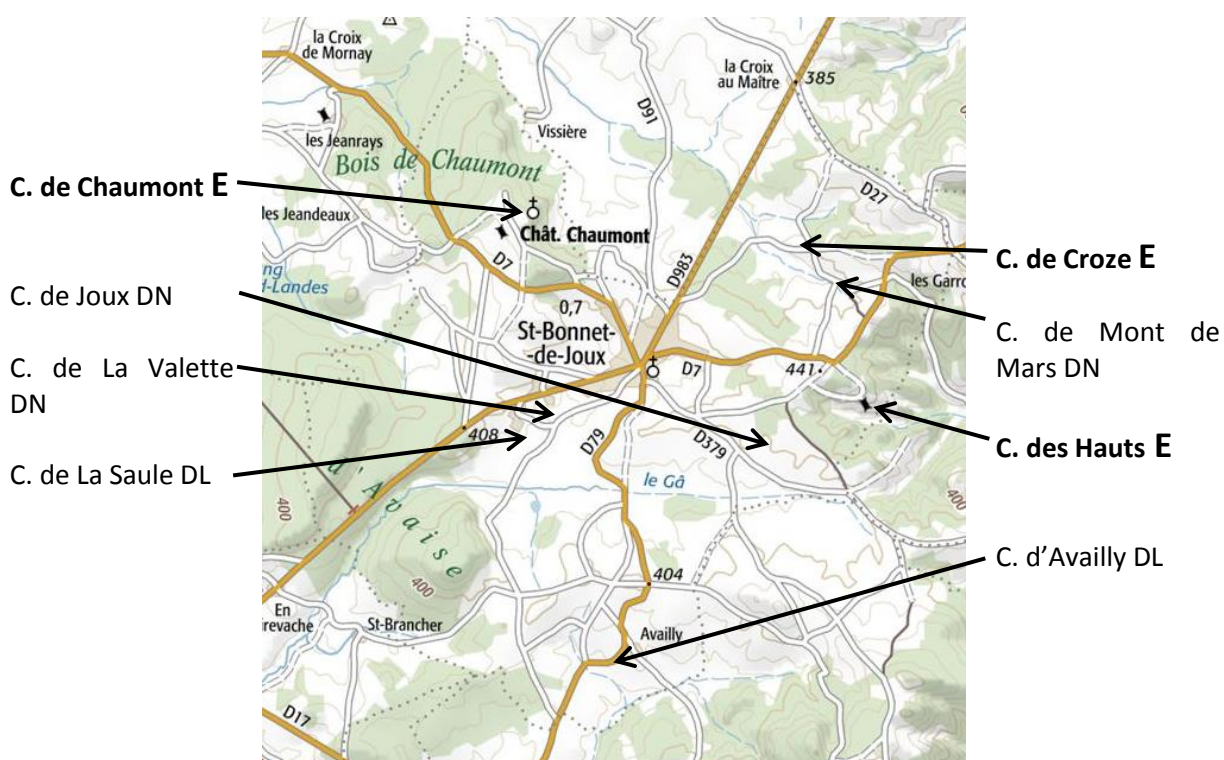 la Croix
de Mornay
la Croix
au Maître
385
D91
Vissière
les Jeanrays
Bois de Chaumont
C. de Chaumont E
D27
les Jeandeaux
Chât. Chaumont
C. de Croze E
D7
D983
C. de Joux DN
d-Landes
les Garro
0,7
St-Bonnet-
-de-Joux
C. de Mont de
Mars DN
C. de La Valette
DN
D7
441
408
D79
D379
C. des Hauts E
C. de La Saule DL
le Gâ
400
400
d'Avaise
C. d'Availly DL
400
404
En
revache
St-Brancher
Availly
D17